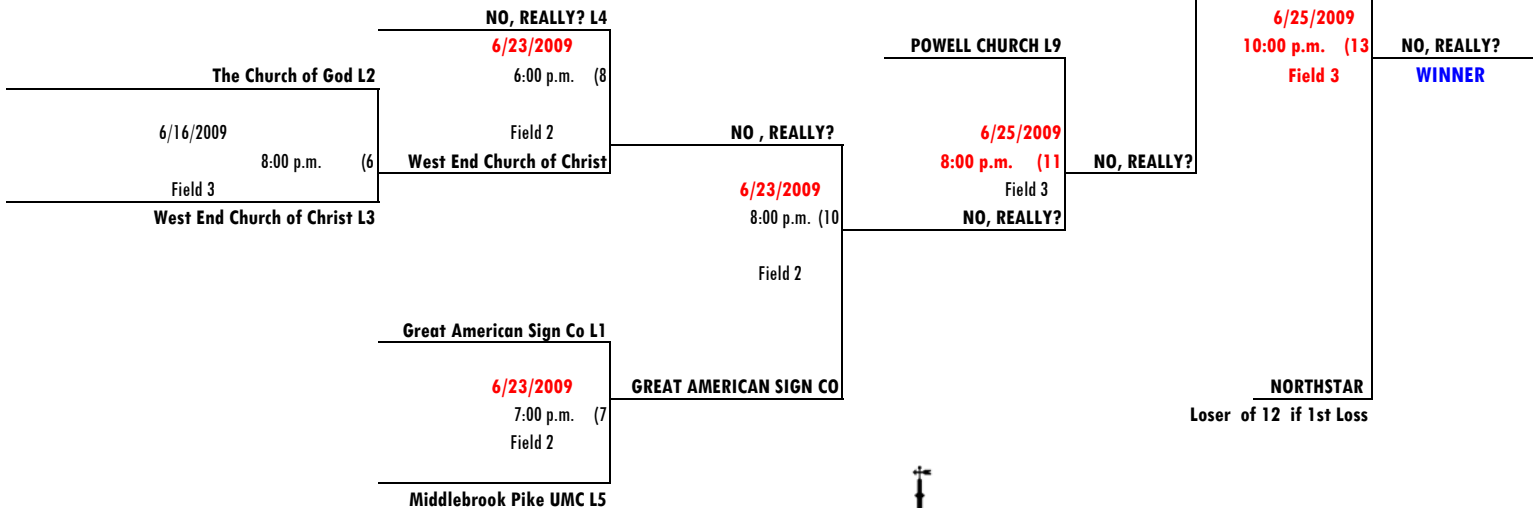 NO, REALLY? L4
6/25/2009
6/23/2009
POWELL CHURCH L9
10:00 p.m. (13
NO, REALLY?
The Church of God L2
6:00 p.m. (8
Field 3
WINNER
6/16/2009
Field 2
NO , REALLY?
6/25/2009
8:00 p.m. (6
West End Church of Christ
8:00 p.m. (11
NO, REALLY?
Field 3
6/23/2009
Field 3
West End Church of Christ L3
8:00 p.m. (10
NO, REALLY?
Field 2
Great American Sign Co L1
6/23/2009
GREAT AMERICAN SIGN CO
NORTHSTAR
7:00 p.m. (7
Loser of 12 if 1st Loss
Field 2
Middlebrook Pike UMC L5